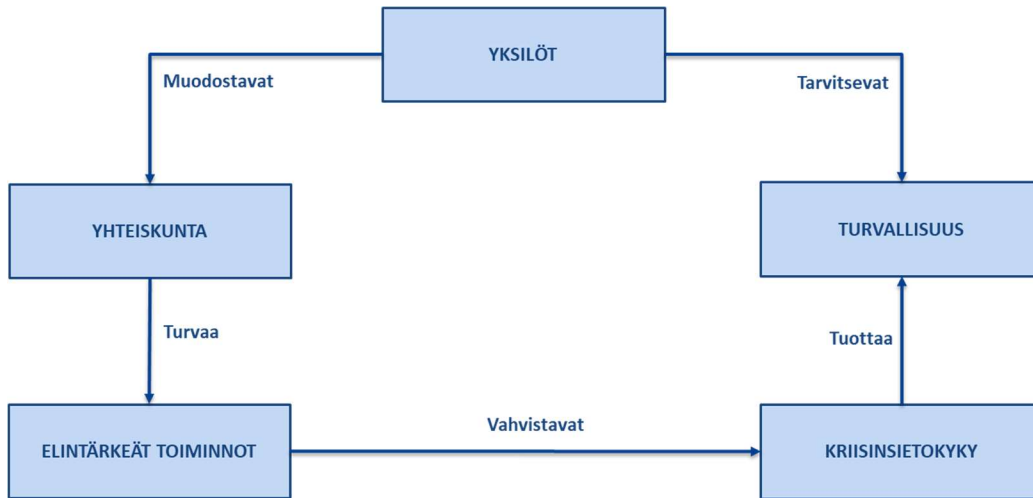 YKSILÖT
Muodostavat
Tarvitsevat
YHTEISKUNTA
TURVALLISUUS
Turvaa
Tuottaa
ELINTÄRKEÄT TOIMINNOT
Vahvistavat
KRIISINSIETOKYKY